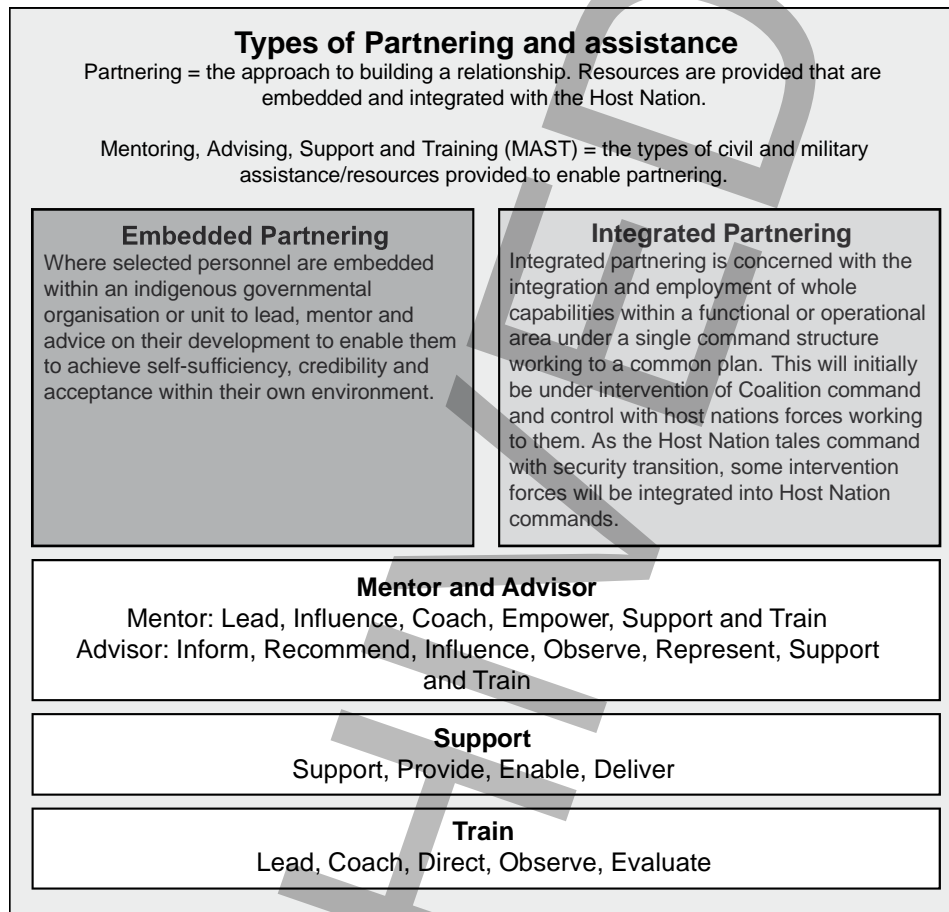 Types of Partnering and assistance
Partnering = the approach to building a relationship. Resources are provided that are
embedded and integrated with the Host Nation.
Mentoring, Advising, Support and Training (MAST) = the types of civil and military
assistance/resources provided to enable partnering.
Embedded Partnering
Where selected personnel are embedded
within an indigenous governmental
organisation or unit to lead, mentor and
advice on their development to enable them
to achieve self-sufficiency, credibility and
acceptance within their own environment.
Integrated Partnering
Integrated partnering is concerned with the
integration and employment of whole
capabilities within a functional or operational
area under a single command structure
working to a common plan. This will initially
be under intervention of Coalition command
and control with host nations forces working
to them. As the Host Nation tales command
with security transition, some intervention
forces will be integrated into Host Nation
commands.
Mentor and Advisor
Mentor: Lead, Influence, Coach, Empower, Support and Train
Advisor: Inform, Recommend, Influence, Observe, Represent, Support
and Train
Support
Support, Provide, Enable, Deliver
Train
Lead, Coach, Direct, Observe, Evaluate
HIVED